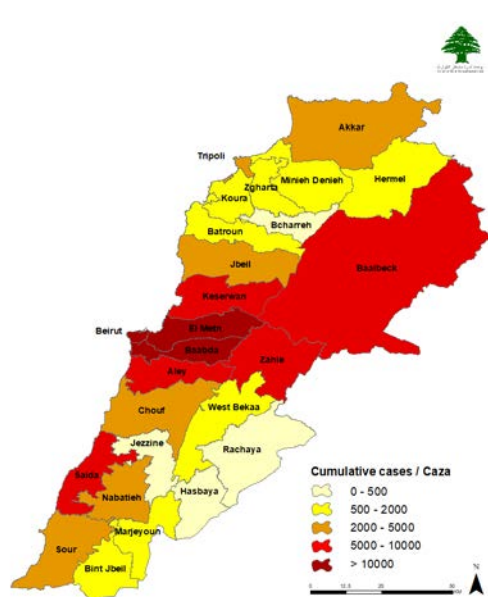 Akkar
Tripoli
Zgharta
Minieh Denieh
Hermel
Koura
Bcharreh
Batroun
Baalbeck
Jbeil
Keserwan
El Metn
Beirut
Baabda
Zahle
Aley
Chouf
West Bekaa
Jezzine
Rachaya
Saida
Hasbaya
Nabatieh
Marjeyoun
Sour
Bint Jbeil
Cumulative cases / Caza
0 - 500
500 - 2000
2000 - 5000
5000 - 10000
> 10000
N